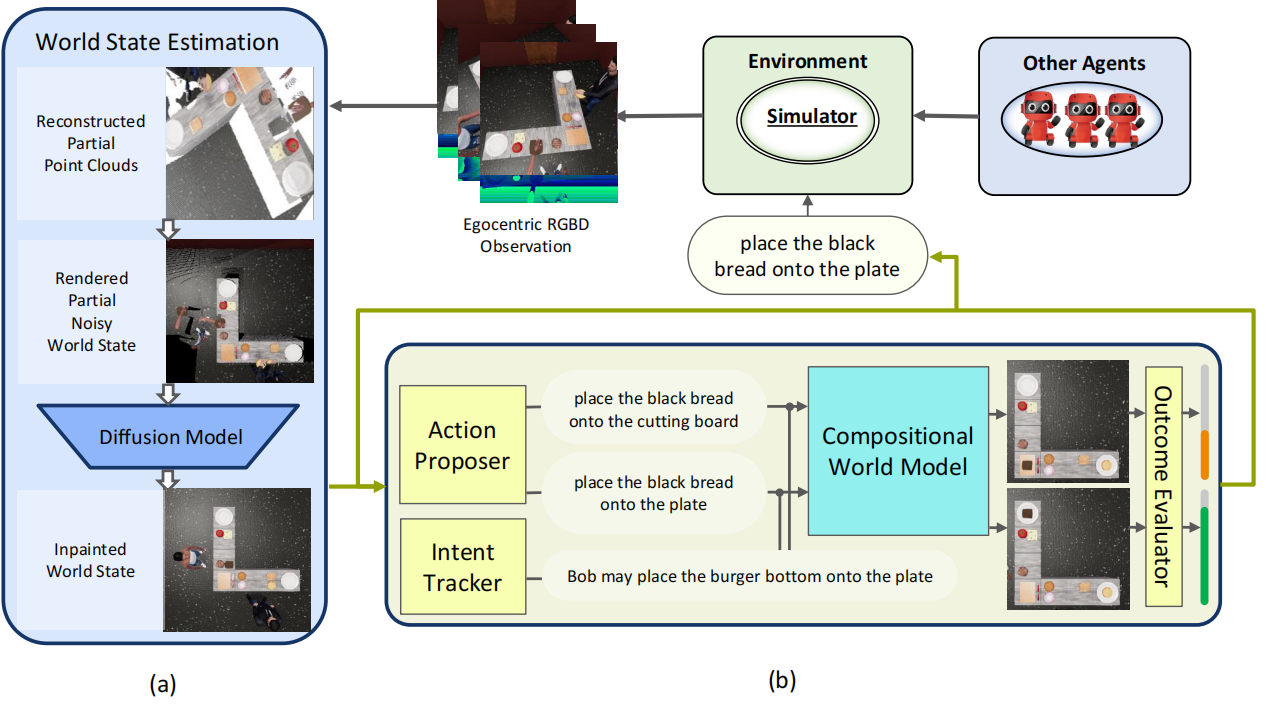 World State Estimation
Reconstructed
Partial
Point Clouds
Rendered
Partial
Noisy
World State
Diffusion Model
Inpainted
World State
(a)
Egocentric RGBD
Observation
Environment
Simulator
Other Agents
place the black
bread onto the plate
Action
Proposer
place the black bread
onto the cutting board
place the black bread
onto the plate
Intent
Tracker
Bob may place the burger bottom onto the plate
Compositional
World Model
Outcome Evaluator
(b)